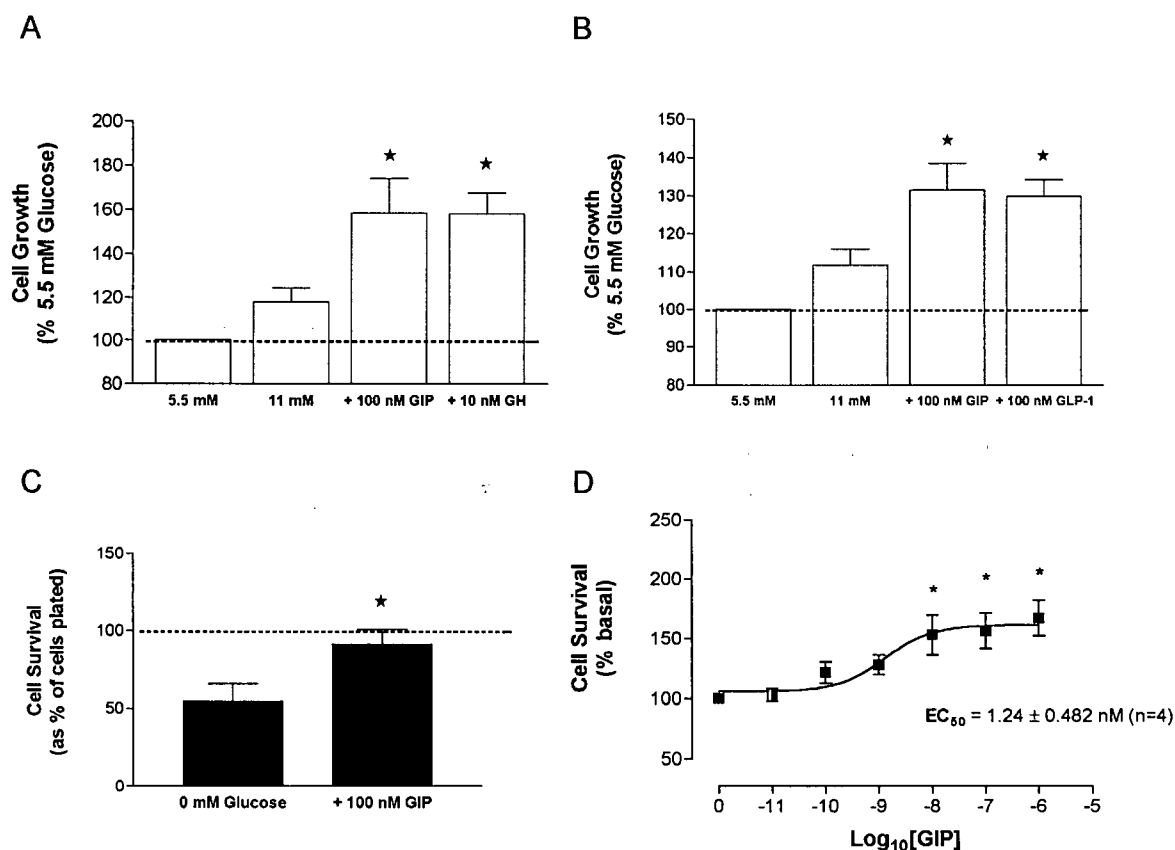 A
Cell Growth
(% 5.5 mM Glucose)
200
180
160
140
120
100
80
★
★
5.5 mM
11 mM
+ 100 nM GIP
+ 10 nM GH
B
Cell Growth
(% 5.5 mM Glucose)
150
140
130
120
110
100
90
80
★
★
5.5 mM
11 mM
+ 100 nM GIP
+ 100 nM GLP-1
C
Cell Survival
(as % of cells plated)
150
100
50
0
★
0 mM Glucose
+ 100 nM GIP
D
Cell Survival
(% basal)
250
200
150
100
50
*
*
*
EC₅₀ = 1.24 ± 0.482 nM (n=4)
0
-11
-10
-9
-8
-7
-6
-5
Log₁₀[GIP]